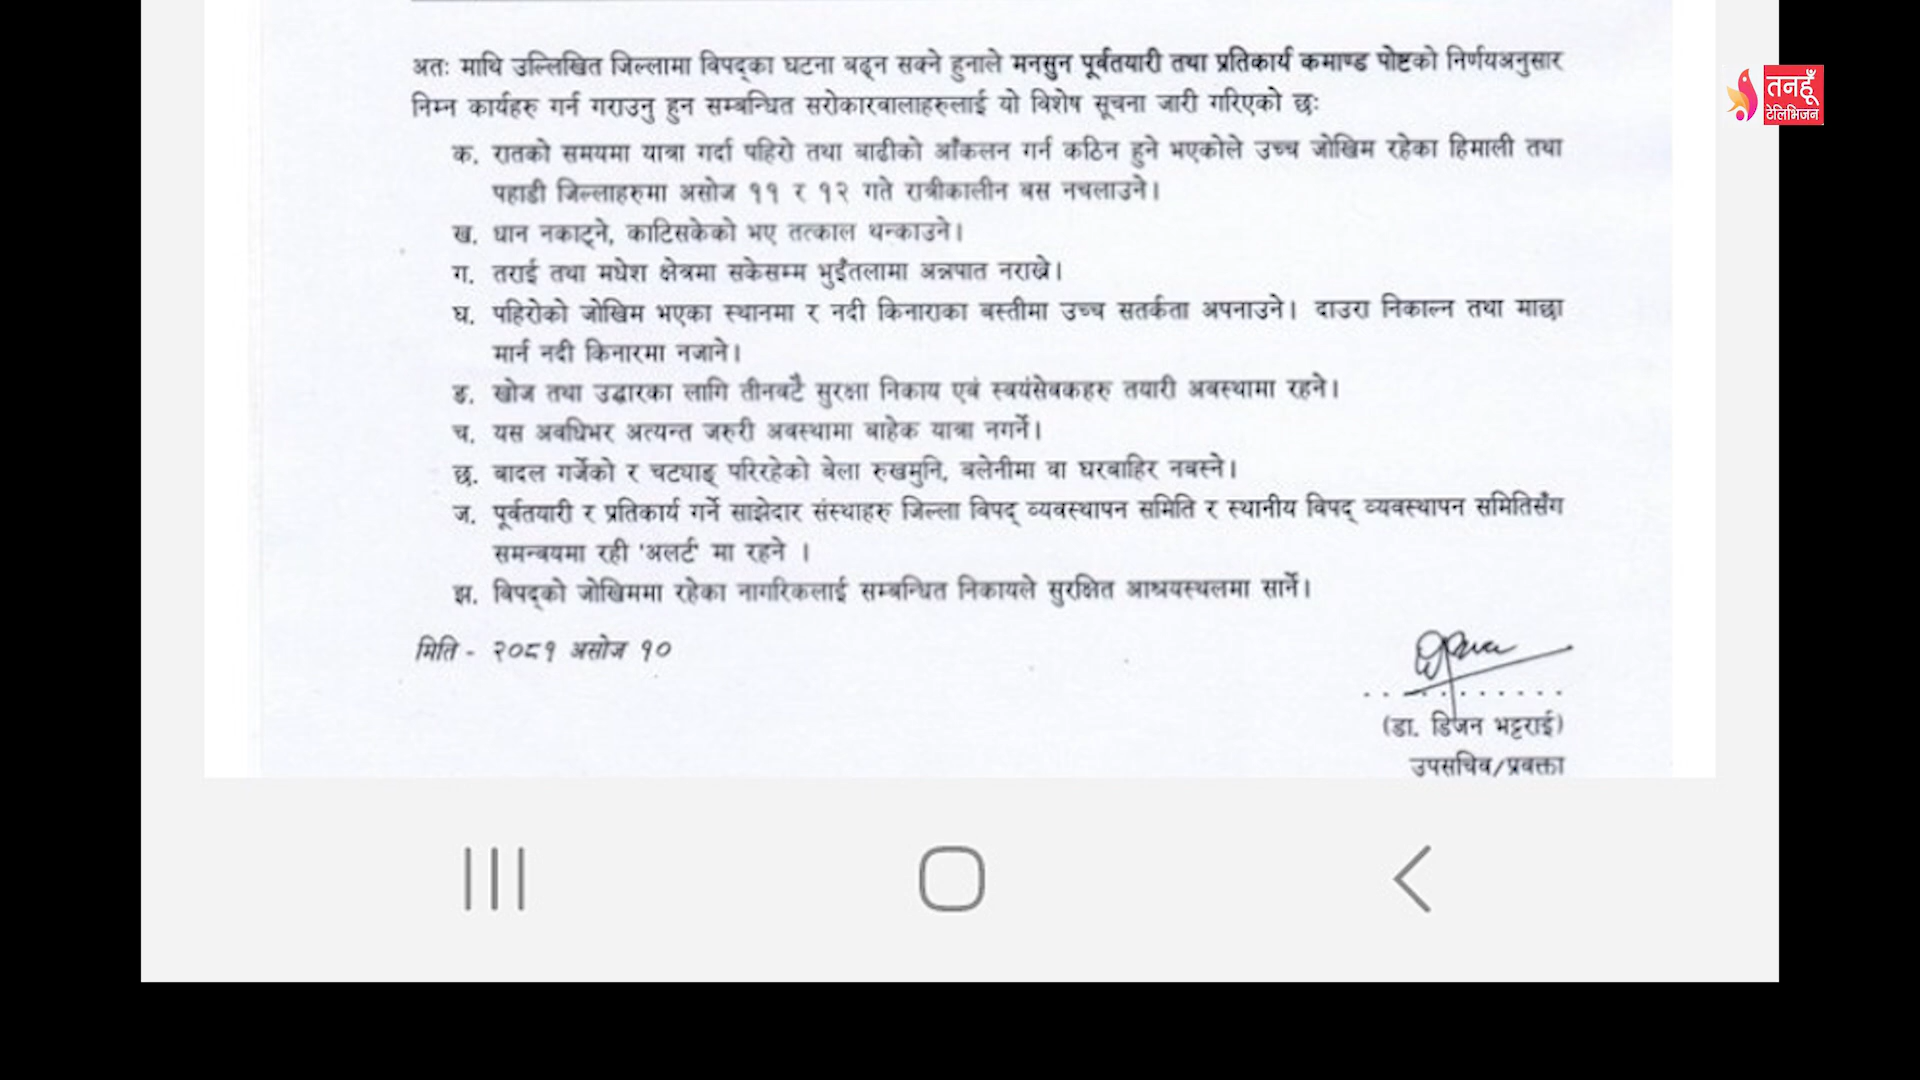 अतः माथि उल्लिखित जिल्लामा विपद्का घटना बढ्न सक्ने हुनाले मनसुन पूर्वतयारी तथा प्रतिकार्य कमाण्ड पोष्टको निर्णयअनुसार
निम्न कार्यहरु गर्न गराउनु हुन सम्बन्धित सरोकारवालाहरुलाई यो विशेष सूचना जारी गरिएको छः
क. रातको समयमा यात्रा गर्दा पहिरो तथा बाढीको आँकलन गर्न कठिन हुने भएकोले उच्च जोखिम रहेका हिमाली तथा
पहाडी जिल्लाहरुमा असोज ११ र १२ गते रात्रीकालीन बस नचलाउने।
ख. धान नकाट्ने, काटिसकेको भए तत्काल थन्काउने।
ग. तराई तथा मधेश क्षेत्रमा सकेसम्म भुइँतलामा अन्नपात नराख्ने।
घ. पहिरोको जोखिम भएका स्थानमा र नदी किनाराका बस्तीमा उच्च सतर्कता अपनाउने। दाउरा निकाल्न तथा माछा
मार्न नदी किनारमा नजाने।
ङ. खोज तथा उद्धारका लागि तीनवटै सुरक्षा निकाय एवं स्वयंसेवकहरु तयारी अवस्थामा रहने।
च. यस अवधिभर अत्यन्त जरुरी अवस्थामा बाहेक यात्रा नगर्ने।
छ. बादल गर्जेको र चट्याङ् परिरहेको बेला रुखमुनि, बलेनीमा वा घरबाहिर नबस्ने।
ज. पूर्वतयारी र प्रतिकार्य गर्ने साझेदार संस्थाहरु जिल्ला विपद् व्यवस्थापन समिति र स्थानीय विपद् व्यवस्थापन समितिसँग
समन्वयमा रही 'अलर्ट' मा रहने ।
झ. विपद्को जोखिममा रहेका नागरिकलाई सम्बन्धित निकायले सुरक्षित आश्रयस्थलमा सार्ने।
मिति - २०८१ असोज १०
(डा. डिजन भट्टराई)
उपसचिव/प्रवक्ता
तनहूँ
टेलिभिजन